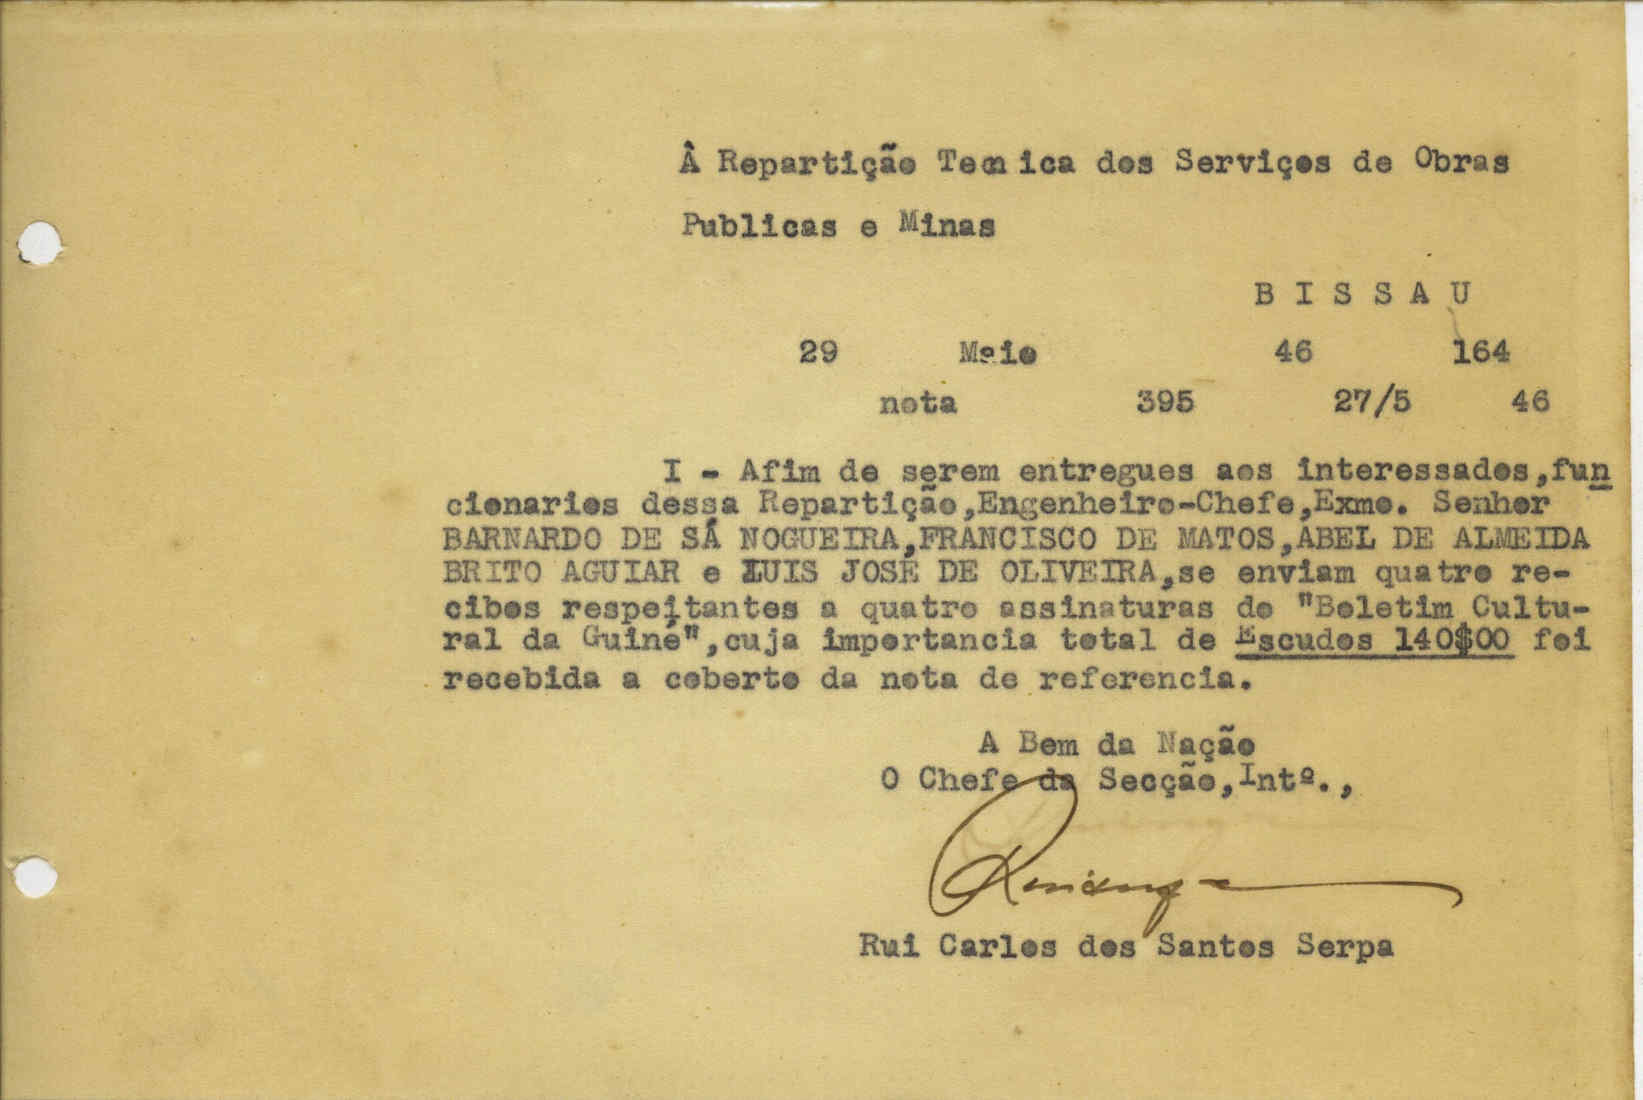 À Repartição Tecnica dos Serviços de Obras
Publicas e Minas
B I S S A U
29 Maio 46 164
nota 395 27/5 46
I - Afim de serem entregues aos interessados,fun
cionarios dessa Repartição,Engenheiro-Chefe,Exmo. Senhor
BARNARDO DE SÁ NOGUEIRA,FRANCISCO DE MATOS,ABEL DE ALMEIDA
BRITO AGUIAR e LUIS JOSÉ DE OLIVEIRA,se enviam quatro re-
cibos respeitantes a quatro assinaturas do "Boletim Cultu-
ral da Guiné",cuja importancia total de Escudos 140$00 foi
recebida a coberto da nota de referencia.
A Bem da Nação
O Chefe da Secção,Intº.,
Rui Carlos dos Santos Serpa